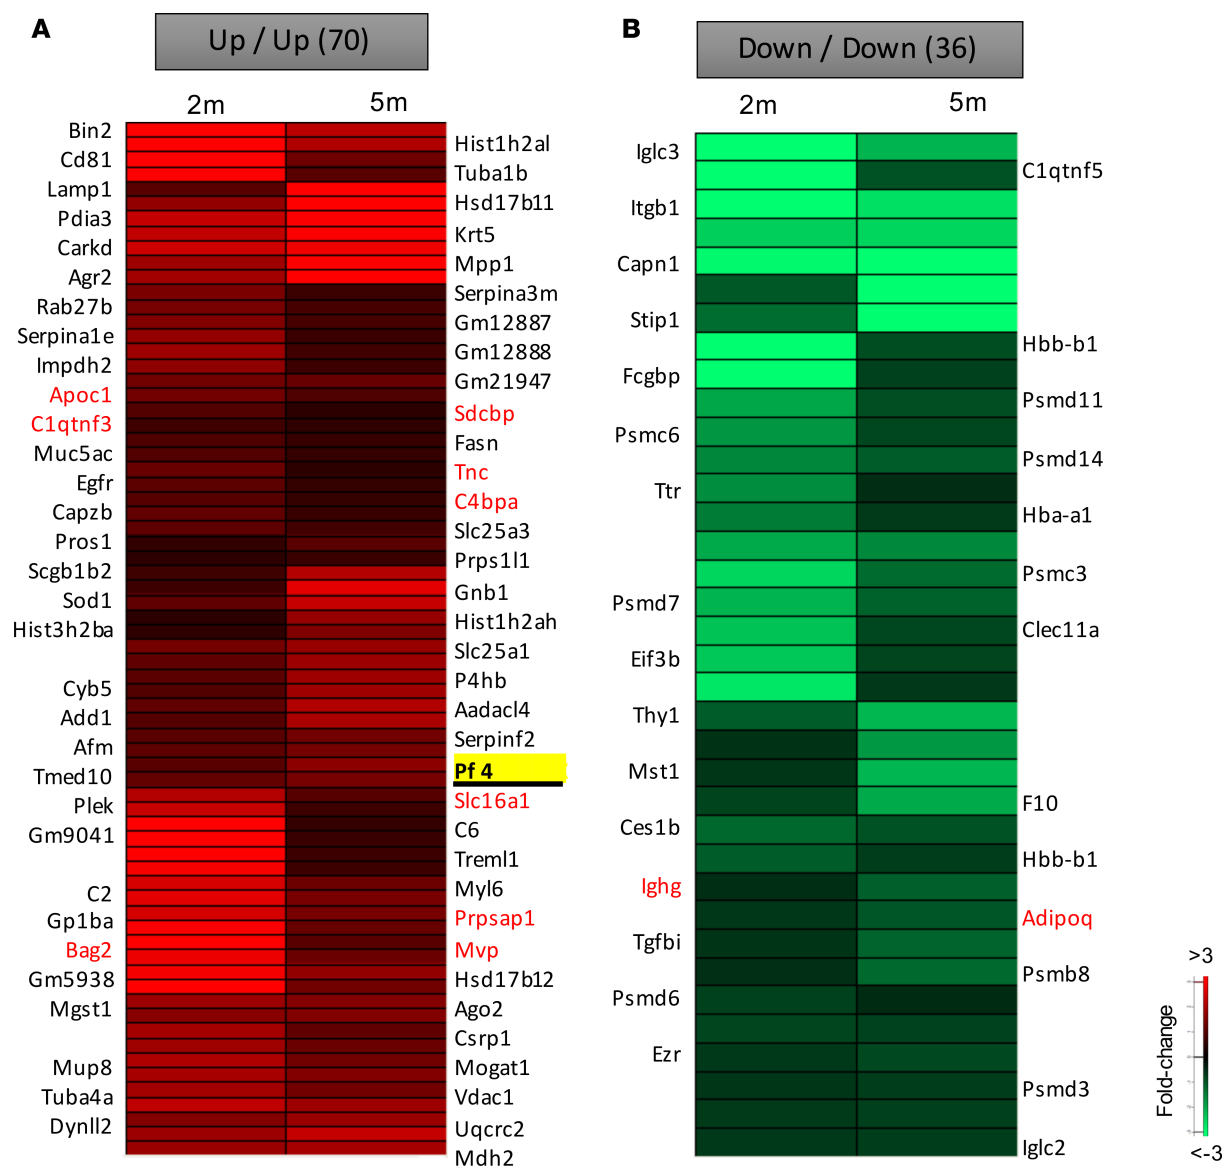 A
Up / Up (70)
2m
5m
Bin2
Cd81
Lamp1
Pdia3
Carkd
Agr2
Rab27b
Serpina1e
Impdh2
Apoc1
C1qtnf3
Muc5ac
Egfr
Capzb
Pros1
Scgb1b2
Sod1
Hist3h2ba
Cyb5
Add1
Afm
Tmed10
Plek
Gm9041
C2
Gp1ba
Bag2
Gm5938
Mgst1
Mup8
Tuba4a
Dynll2
Hist1h2al
Tuba1b
Hsd17b11
Krt5
Mpp1
Serpina3m
Gm12887
Gm12888
Gm21947
Sdcbp
Fasn
Tnc
C4bpa
Slc25a3
Prps1l1
Gnb1
Hist1h2ah
Slc25a1
P4hb
Aadacl4
Serpinf2
Pf 4
Slc16a1
C6
Treml1
Myl6
Prpsap1
Mvp
Hsd17b12
Ago2
Csrp1
Mogat1
Vdac1
Uqcrc2
Mdh2
B
Down / Down (36)
2m
5m
Iglc3
Itgb1
Capn1
Stip1
Fcgbp
Psmc6
Ttr
Psmd7
Eif3b
Thy1
Mst1
Ces1b
Ighg
Tgfbi
Psmd6
Ezr
C1qtnf5
Hbb-b1
Psmd11
Psmd14
Hba-a1
Psmc3
Clec11a
F10
Hbb-b1
Adipoq
Psmb8
Psmd3
Iglc2
>3
Fold-change
<-3